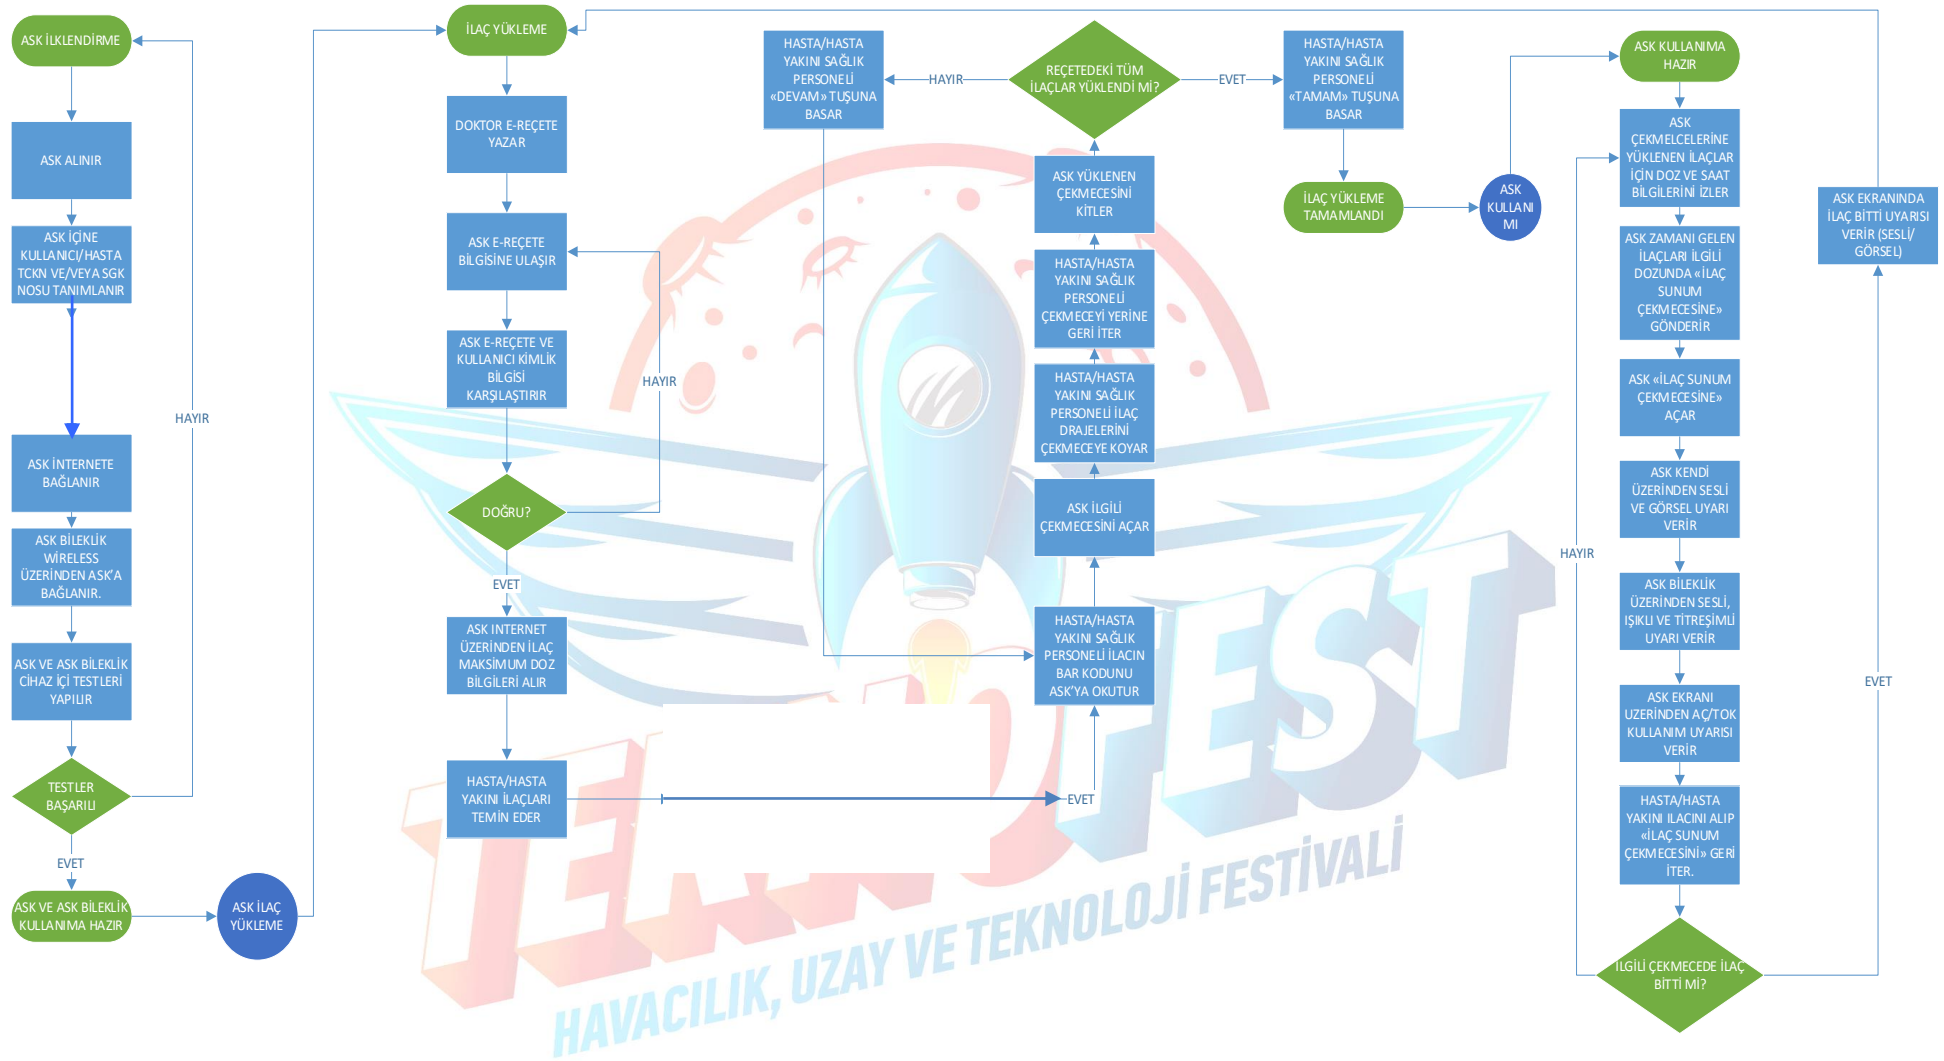 ASK İLKLENDİRME
ASK ALINIR
ASK İÇİNE
KULLANICI/HASTA
TCKN VE/VEYA SGK
NOSU TANIMLANIR
ASK İNTERNETE
BAĞLANIR
ASK BİLEKLİK
WİRELESS
ÜZERİNDEN ASK'A
BAĞLANIR.
ASK VE ASK BİLEKLİK
CİHAZ İÇİ TESTLERİ
YAPILIR
TESTLER
BAŞARILI
HAYIR
EVET
ASK VE ASK BİLEKLİK
KULLANIMA HAZIR
ASK İLAÇ
YÜKLEME
İLAÇ YÜKLEME
DOKTOR E-REÇETE
YAZAR
ASK E-REÇETE
BİLGİSİNE ULAŞIR
ASK E-REÇETE VE
KULLANICI KİMLİK
BİLGİSİ
KARŞILAŞTIRIR
HAYIR
DOĞRU?
EVET
ASK INTERNET
ÜZERİNDEN İLAÇ
MAKSİMUM DOZ
BİLGİLERİ ALIR
HASTA/HASTA
YAKINI İLAÇLARI
TEMİN EDER
EVET
HASTA/HASTA
YAKINI SAĞLIK
PERSONELİ İLACIN
BAR KODUNU
ASK'YA OKUTUR
ASK İLGİLİ
ÇEKMECESİNİ AÇAR
HASTA/HASTA
YAKINI SAĞLIK
PERSONELİ İLAÇ
DRAJELERİNİ
ÇEKMECEYE KOYAR
HASTA/HASTA
YAKINI SAĞLIK
PERSONELİ
ÇEKMECEYİ YERİNE
GERİ İTER
ASK YÜKLENEN
ÇEKMECESİNİ
KİTLER
REÇETEDEKİ TÜM
İLAÇLAR YÜKLENDİ Mİ?
HAYIR
HASTA/HASTA
YAKINI SAĞLIK
PERSONELİ
«DEVAM» TUŞUNA
BASAR
EVET
HASTA/HASTA
YAKINI SAĞLIK
PERSONELİ
«TAMAM» TUŞUNA
BASAR
İLAÇ YÜKLEME
TAMAMLANDI
ASK
KULLANI
MI
ASK KULLANIMA
HAZIR
ASK
ÇEKMELCELERİNE
YÜKLENEN İLAÇLAR
İÇİN DOZ VE SAAT
BİLGİLERİNİ İZLER
ASK ZAMANI GELEN
İLAÇLARI İLGİLİ
DOZUNDA «İLAÇ
SUNUM
ÇEKMECESİNE»
GÖNDERİR
ASK «İLAÇ SUNUM
ÇEKMECESİNE»
AÇAR
ASK KENDİ
ÜZERİNDEN SESLİ
VE GÖRSEL UYARI
VERİR
ASK BİLEKLİK
ÜZERİNDEN SESLİ,
IŞIKLI VE TİTREŞİMLİ
UYARI VERİR
ASK EKRANI
UZERİNDEN AÇ/TOK
KULLANIM UYARISI
VERİR
HASTA/HASTA
YAKINI ILACINI ALIP
«İLAÇ SUNUM
ÇEKMECESİNİ» GERİ
İTER.
ILGİLİ ÇEKMECEDE İLAÇ
BİTTİ Mİ?
HAYIR
EVET
ASK EKRANINDA
İLAÇ BİTTİ UYARISI
VERİR (SESLİ/
GÖRSEL)
TEKNOFEST
HAVACILIK, UZAY VE TEKNOLOJİ FESTİVALİ